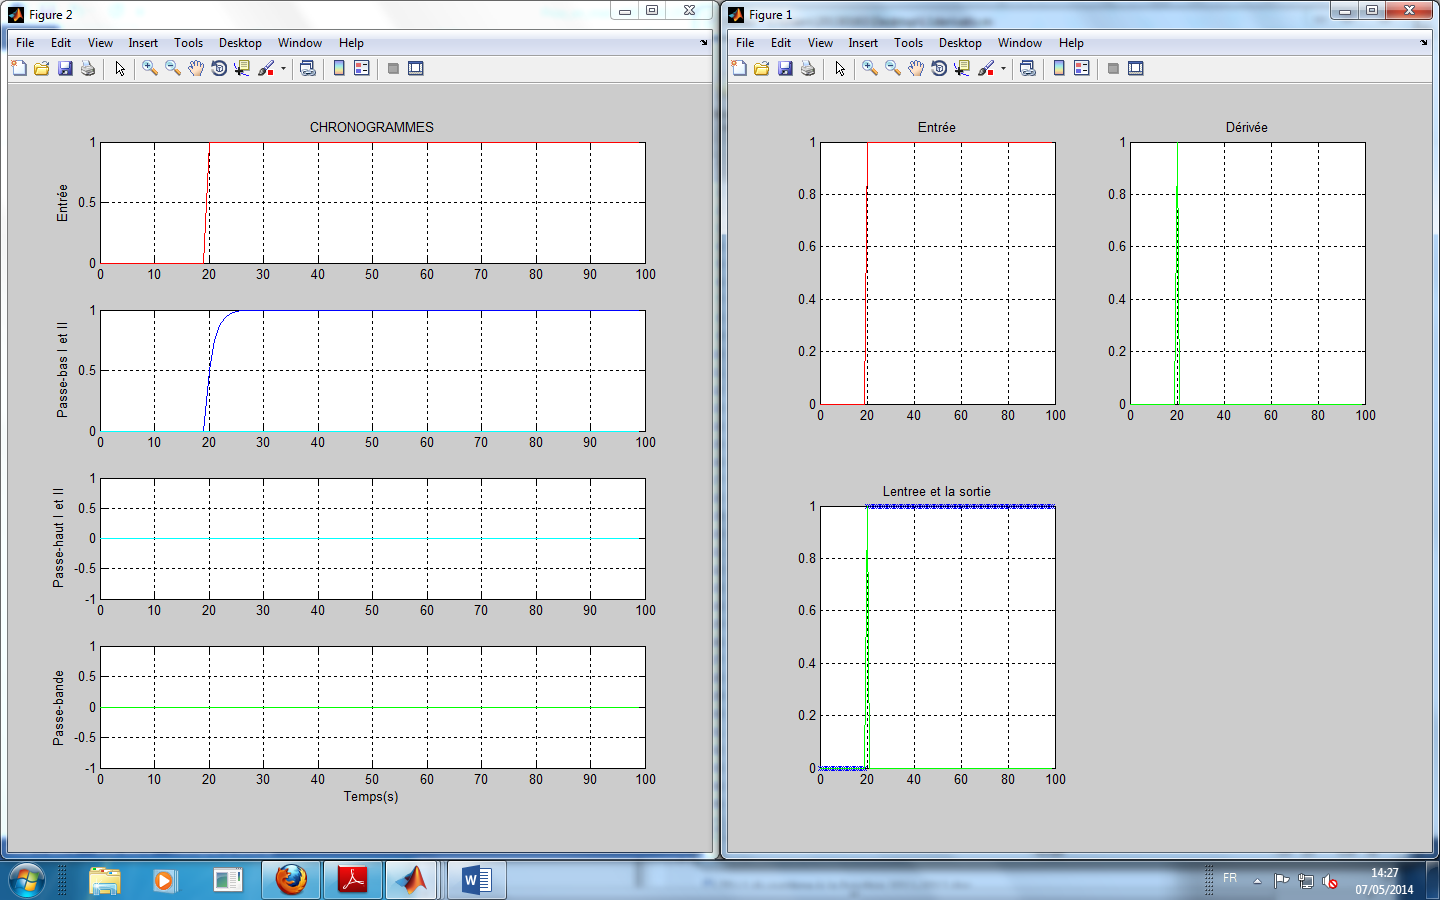 Figure 2
File Edit View Insert Tools Desktop Window Help
CHRONOGRAMMES
Entrée
1
0.5
0
0 10 20 30 40 50 60 70 80 90 100
Passe-bas I et II
1
0.5
0
0 10 20 30 40 50 60 70 80 90 100
Passe-haut I et II
1
0.5
0
-0.5
-1
0 10 20 30 40 50 60 70 80 90 100
Passe-bande
1
0.5
0
-0.5
-1
0 10 20 30 40 50 60 70 80 90 100
Temps(s)
Figure 1
File Edit View Insert Tools Desktop Window Help
Entrée
1
0.8
0.6
0.4
0.2
0
0 20 40 60 80 100
Dérivée
1
0.8
0.6
0.4
0.2
0
0 20 40 60 80 100
Lentree et la sortie
1
0.8
0.6
0.4
0.2
0
0 20 40 60 80 100
FR
14:27
07/05/2014